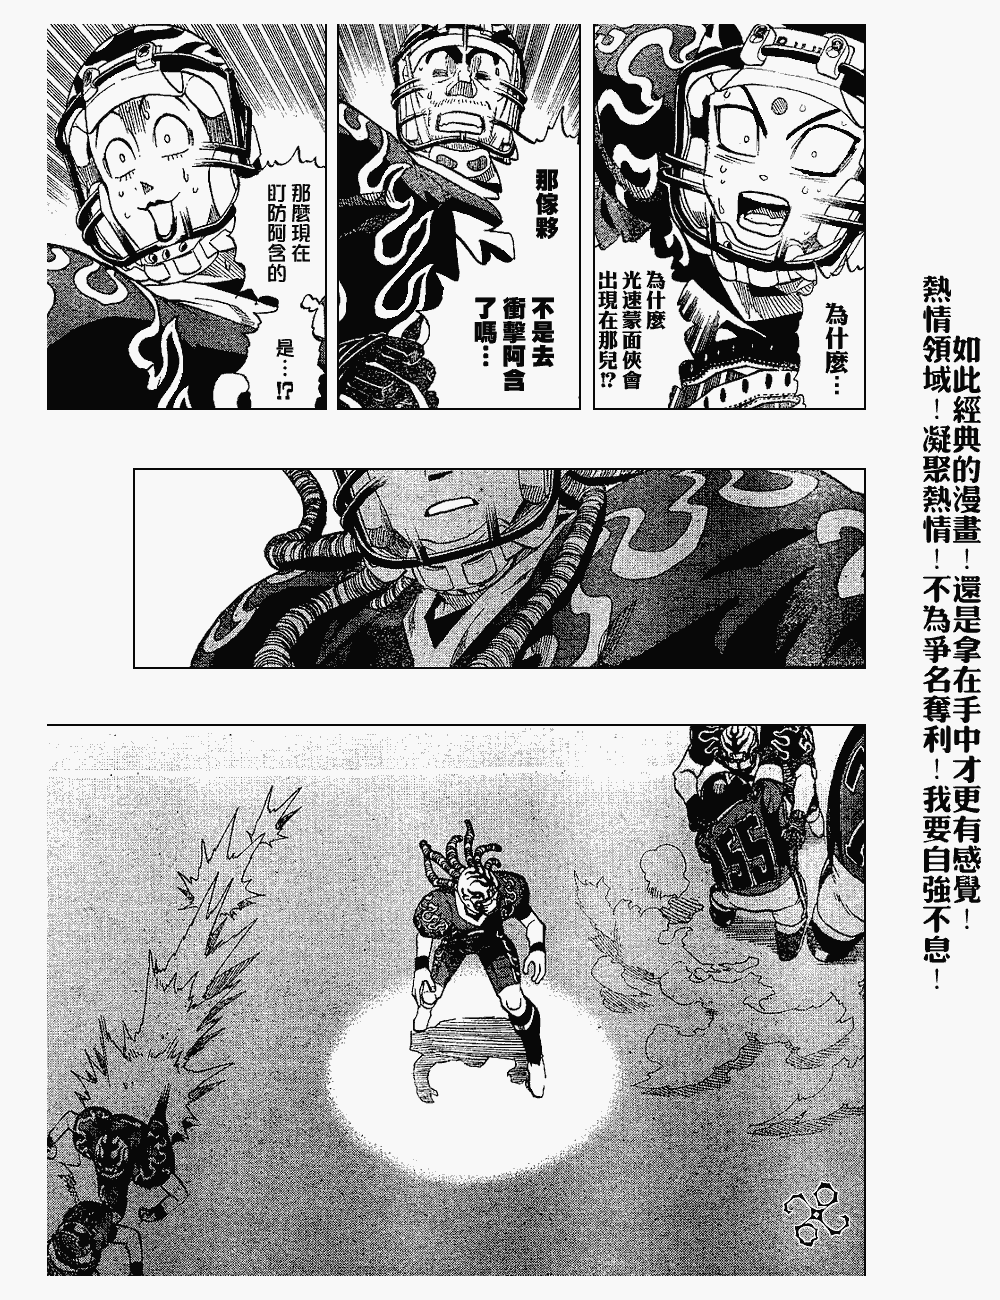 為什麼…
為什麼
光速蒙面俠會
出現在那兒!?
那傢夥
不是去
衝擊阿含
了嗎…
那麼現在
盯防阿含的
是…!?
55
如此經典的漫畫！還是拿在手中才更有感覺！
熱情領域！凝聚熱情！不為爭名奪利！我要自強不息！